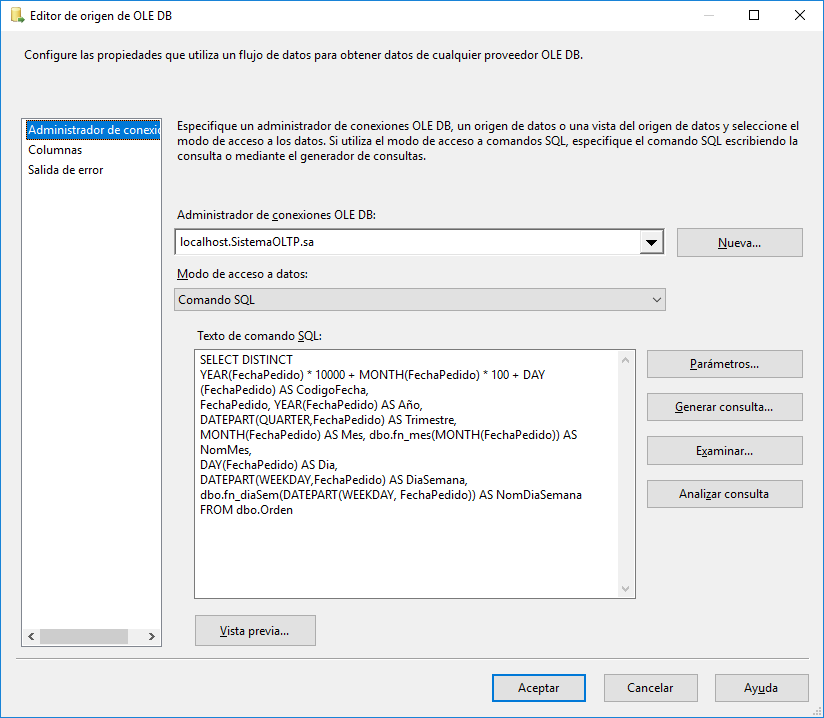 Editor de origen de OLE DB
Configure las propiedades que utiliza un flujo de datos para obtener datos de cualquier proveedor OLE DB.
Administrador de conexio
Columnas
Salida de error
Especifique un administrador de conexiones OLE DB, un origen de datos o una vista del origen de datos y seleccione el
modo de acceso a los datos. Si utiliza el modo de acceso a comandos SQL, especifique el comando SQL escribiendo la
consulta o mediante el generador de consultas.
Administrador de conexiones OLE DB:
localhost.SistemaOLTP.sa
Nueva...
Modo de acceso a datos:
Comando SQL
Texto de comando SQL:
SELECT DISTINCT
YEAR(FechaPedido) * 10000 + MONTH(FechaPedido) * 100 + DAY
(FechaPedido) AS CodigoFecha,
FechaPedido, YEAR(FechaPedido) AS Año,
DATEPART(QUARTER,FechaPedido) AS Trimestre,
MONTH(FechaPedido) AS Mes, dbo.fn_mes(MONTH(FechaPedido)) AS
NomMes,
DAY(FechaPedido) AS Dia,
DATEPART(WEEKDAY,FechaPedido) AS DiaSemana,
dbo.fn_diaSem(DATEPART(WEEKDAY, FechaPedido)) AS NomDiaSemana
FROM dbo.Orden
Parámetros...
Generar consulta...
Examinar...
Analizar consulta
Vista previa...
Aceptar
Cancelar
Ayuda